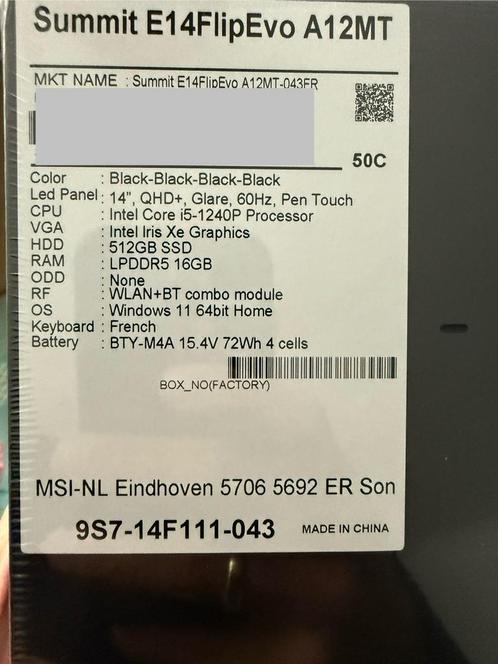 Summit E14FlipEvo A12MT
MKT NAME : Summit E14FlipEvo A12MT-043FR
50C
Color : Black-Black-Black-Black
Led Panel : 14", QHD+, Glare, 60Hz, Pen Touch
CPU : Intel Core i5-1240P Processor
VGA : Intel Iris Xe Graphics
HDD : 512GB SSD
RAM : LPDDR5 16GB
ODD : None
RF : WLAN+BT combo module
OS : Windows 11 64bit Home
Keyboard : French
Battery : BTY-M4A 15.4V 72Wh 4 cells
BOX_NO(FACTORY)
MSI-NL Eindhoven 5706 5692 ER Son
9S7-14F111-043 MADE IN CHINA